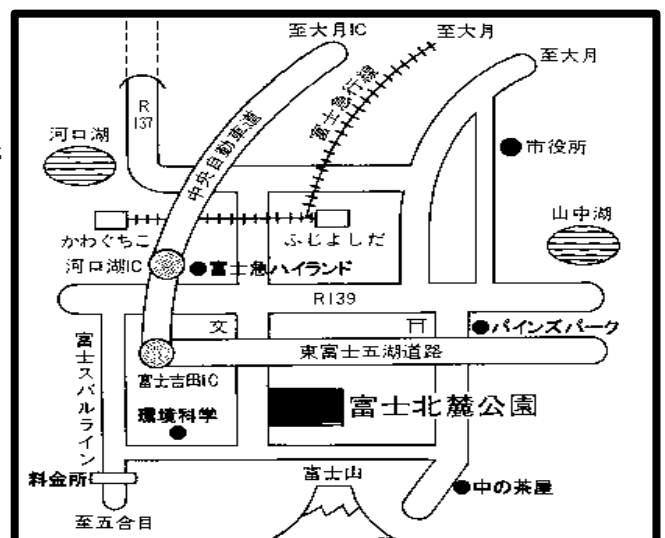 至大月IC
至大月
至大月
R
137
富士急行線
中央自動車道
河口湖
市役所
山中湖
かわぐちこ
ふじよしだ
河口湖IC
富士急ハイランド
R139
文
パインズパーク
富士スバルライン
東富士五湖道路
富士吉田IC
環境科学
富士北麓公園
料金所
富士山
中の茶屋
至五合目